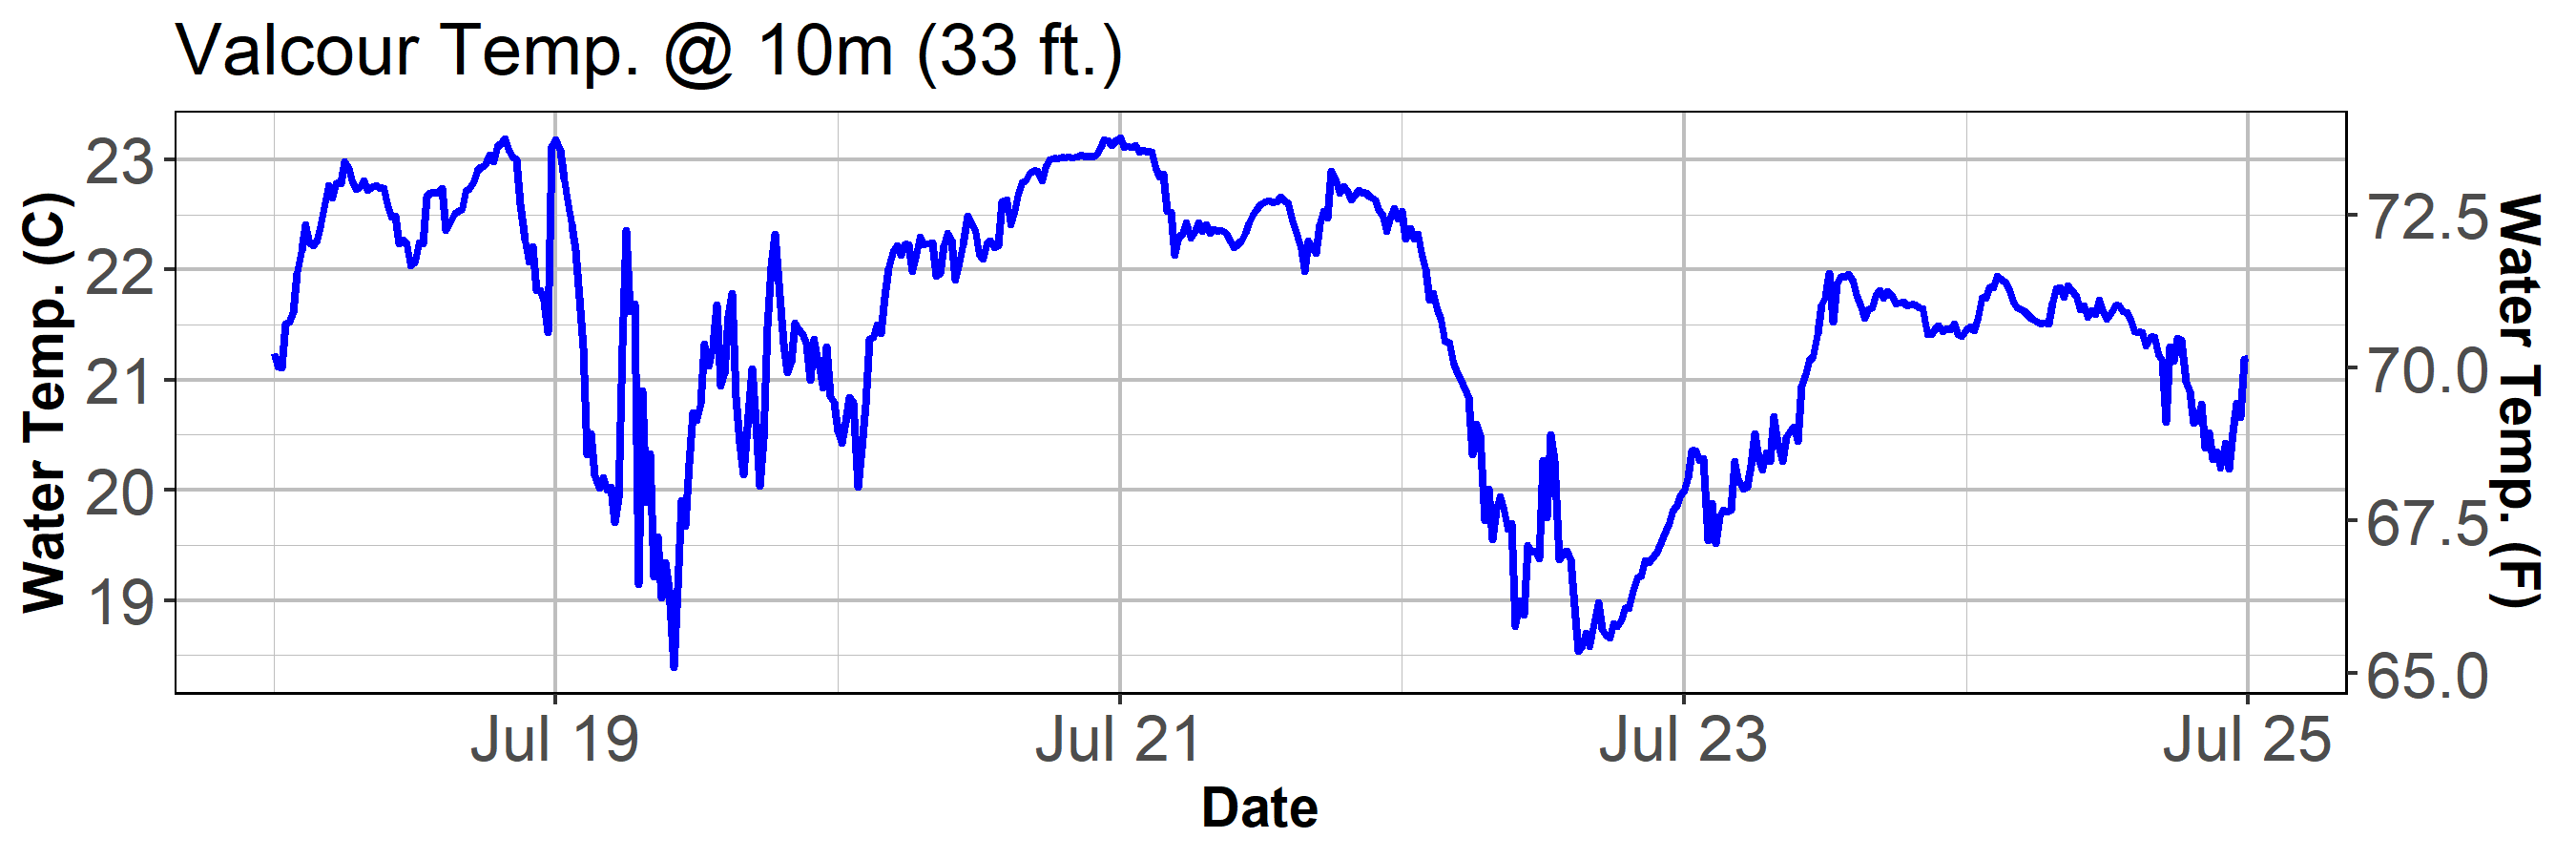 Valcour Temp. @ 10m (33 ft.)
Water Temp. (C)
23
22
21
20
19
72.5
70.0
67.5
65.0
Water Temp. (F)
Jul 19 Jul 21 Jul 23 Jul 25
Date